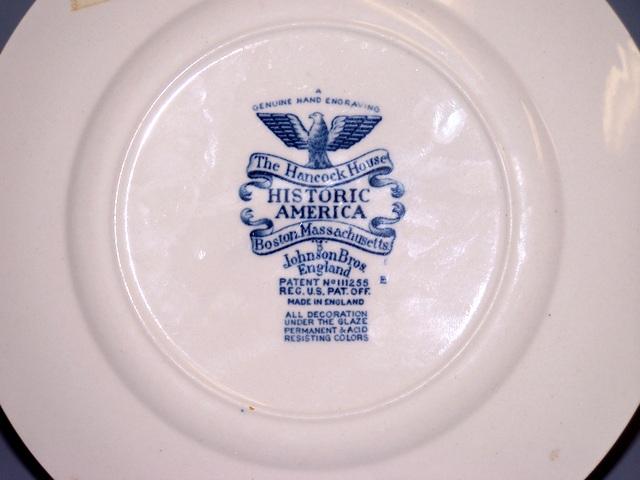 A
GENUINE HAND ENGRAVING
The Hancock House
HISTORIC
AMERICA
Boston, Massachusetts
By
Johnson Bros.
England
PATENT No 111255
REG. U.S. PAT. OFF.
E
MADE IN ENGLAND
ALL DECORATION
UNDER THE GLAZE
PERMANENT & ACID
RESISTING COLORS